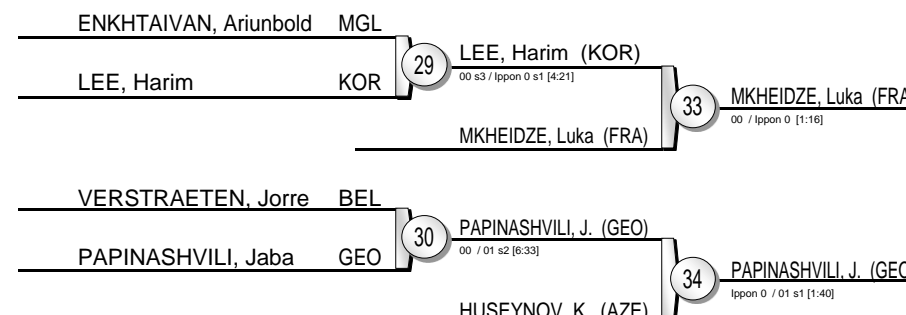 ENKHTAIVAN, Ariunbold MGL
LEE, Harim KOR
29
LEE, Harim (KOR)
00 s3 / Ippon 0 s1 [4:21]
MKHEIDZE, Luka (FRA)
33
MKHEIDZE, Luka (FRA
00 / Ippon 0 [1:16]
VERSTRAETEN, Jorre BEL
PAPINASHVILI, Jaba GEO
30
PAPINASHVILI, J. (GEO)
00 / 01 s2 [6:33]
HUSEYNOV, K. (AZE)
34
PAPINASHVILI, J. (GEO
Ippon 0 / 01 s1 [1:40]